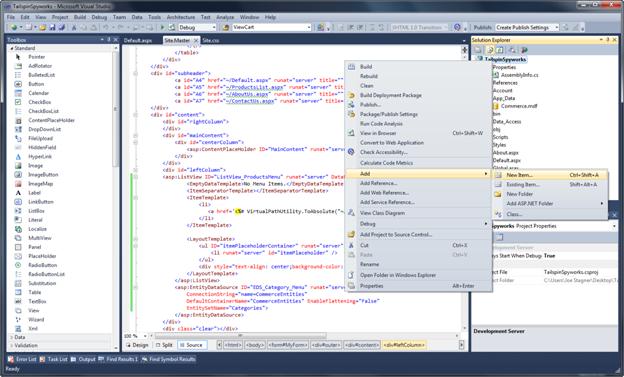 TailspinSpyworks - Microsoft Visual Studio
File Edit View Project Build Debug Team Data Tools Architecture Test Analyze Window Help
Debug ViewCart XHTML 1.0 Transition Publish: Create Publish Settings
Toolbox
Standard
Pointer
AdRotator
BulletedList
Button
Calendar
CheckBox
CheckBoxList
ContentPlaceHolder
DropDownList
FileUpload
HiddenField
HyperLink
Image
ImageButton
ImageMap
Label
LinkButton
ListBox
Literal
Localize
MultiView
Panel
PlaceHolder
RadioButton
RadioButtonList
Substitution
Table
TextBox
View
Wizard
Xml
Data
Validation
Default.aspx Site.Master Site.css
</table>
</div>
<div id="subheader">
<a id="A4" href="~/Default.aspx" runat="server" title=""
<a id="A5" href="~/ProductsList.aspx" runat="server" title=""
<a id="A6" href="~/AboutUs.aspx" runat="server" title=""
<a id="A7" href="~/ContactUs.aspx" runat="server" title=""
</div>
<div id="content">
<div id="rightColumn">
</div>
<div id="mainContent">
<div id="centerColumn">
<asp:ContentPlaceHolder ID="MainContent" runat="server"
</div>
</div>
<div id="leftColumn">
<asp:ListView ID="ListView_ProductsMenu" runat="server" Data
<EmptyDataTemplate>No Menu Items.</EmptyDataTemplate>
<ItemSeparatorTemplate></ItemSeparatorTemplate>
<ItemTemplate>
<li>
<a href='<%# VirtualPathUtility.ToAbsolute("~
</li>
</ItemTemplate>
<LayoutTemplate>
<ul ID="itemPlaceholderContainer" runat="server"
<li runat="server" id="itemPlaceholder" />
</ul>
<div style="text-align: center;background-color:
</LayoutTemplate>
</asp:ListView>
<asp:EntityDataSource ID="EDS_Category_Menu" runat="server"
ConnectionString="name=CommerceEntities"
DefaultContainerName="CommerceEntities" EnableFlattening="False"
EntitySetName="Categories">
</asp:EntityDataSource>
</div>
<div class="clear"></div>
100 %
Design Split Source <html> <body> <form#MyForm> <div#outer> <div#content> <div#leftColumn>
Build
Rebuild
Clean
Build Deployment Package
Publish...
Package/Publish Settings
Run Code Analysis
View in Browser Ctrl+Shift+W
Convert to Web Application
Check Accessibility...
Calculate Code Metrics
Add
Add Reference...
Add Web Reference...
Add Service Reference...
View Class Diagram
Debug
Add Project to Source Control...
Cut Ctrl+X
Paste Ctrl+V
Rename
Open Folder in Windows Explorer
Properties Alt+Enter
New Item... Ctrl+Shift+A
Existing Item... Shift+Alt+A
New Folder
Add ASP.NET Folder
Class...
Solution Explorer
TailspinSpyworks
Properties
AssemblyInfo.cs
References
Account
App_Data
Commerce.mdf
bin
Data_Access
obj
Scripts
Styles
About.aspx
Default.aspx
Spyworks Project Properties
Development Server
Always Start When Debug True
Project File TailspinSpyworks.csproj
Project Folder C:\Users\Joe Stagner\Desktop\T
Development Server
Error List Task List Output Find Results 1 Find Symbol Results
Ready